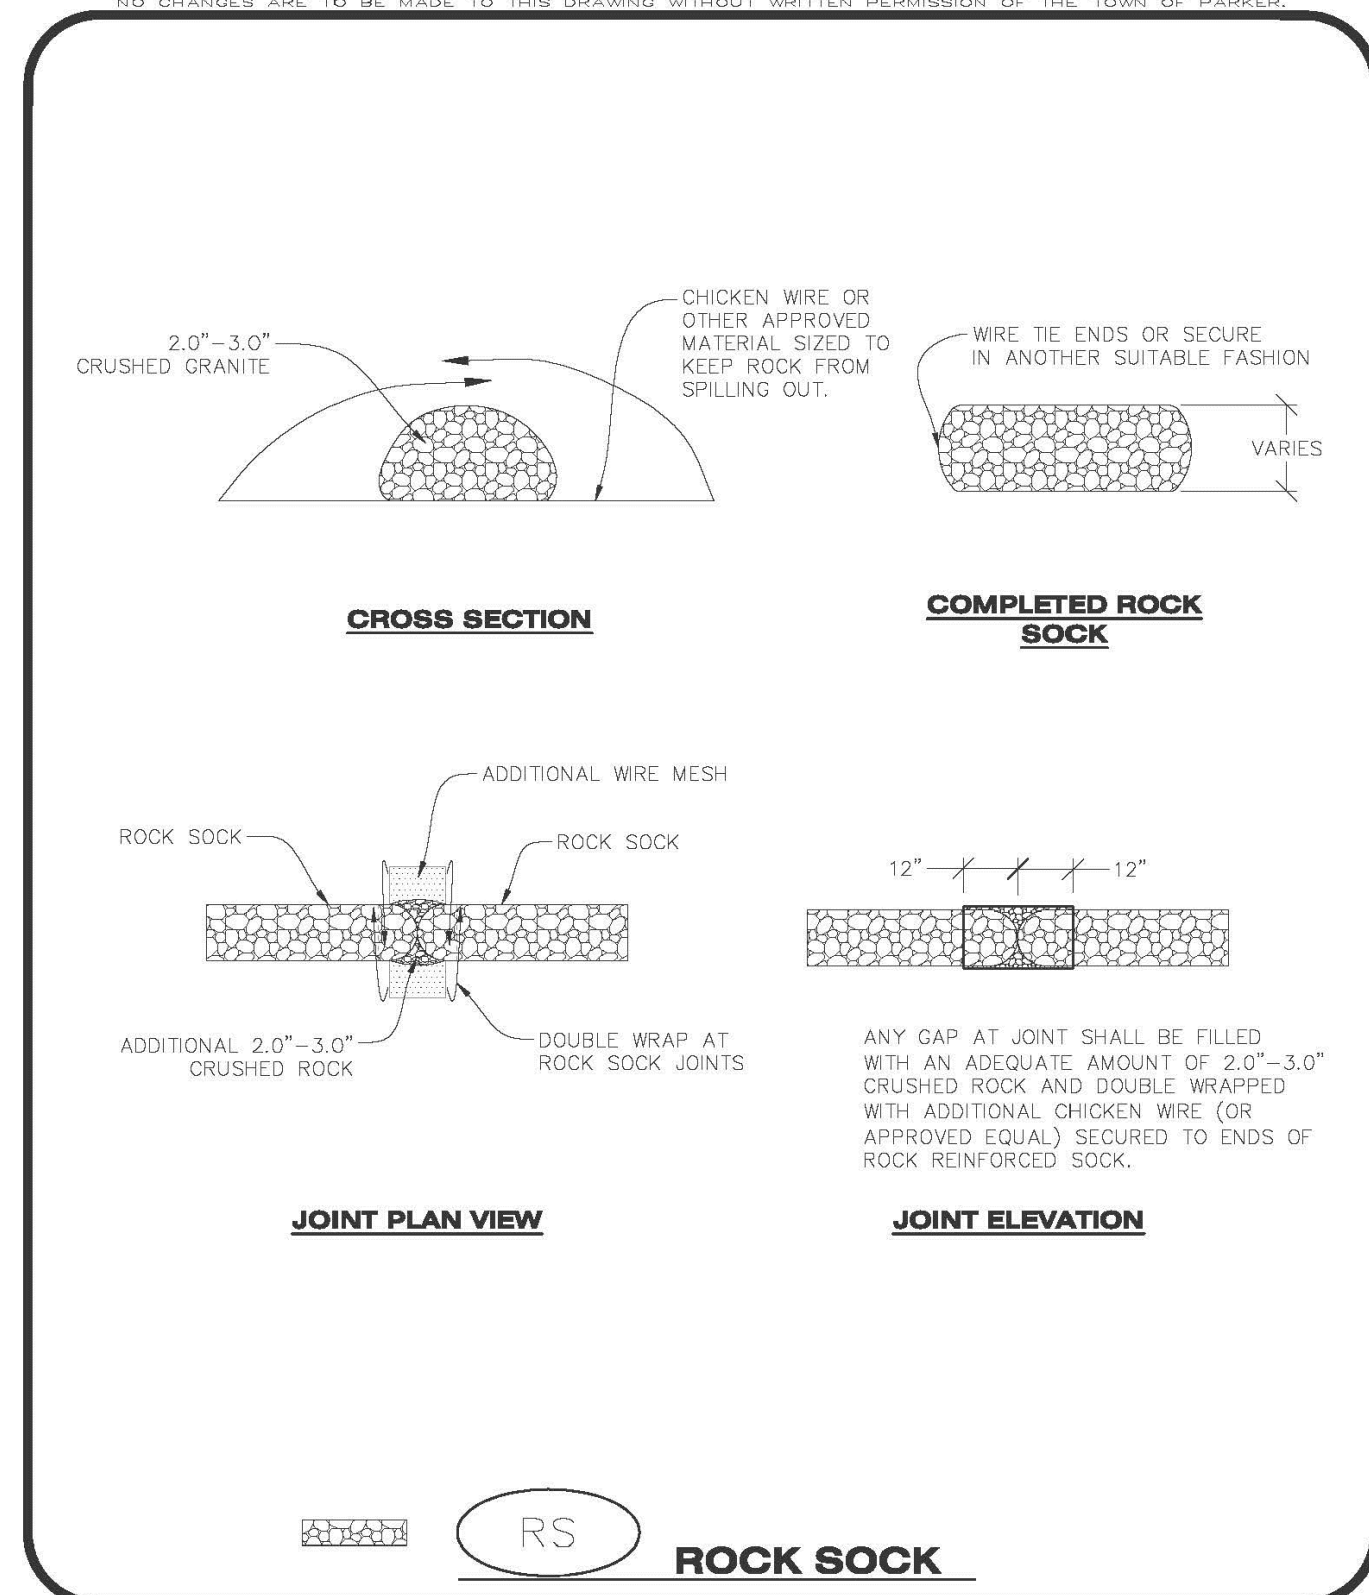 NO CHANGES ARE TO BE MADE TO THIS DRAWING WITHOUT WRITTEN PERMISSION OF THE TOWN OF PARKER.
2.0"-3.0"
CRUSHED GRANITE
CHICKEN WIRE OR
OTHER APPROVED
MATERIAL SIZED TO
KEEP ROCK FROM
SPILLING OUT.
WIRE TIE ENDS OR SECURE
IN ANOTHER SUITABLE FASHION
VARIES
CROSS SECTION
COMPLETED ROCK
SOCK
ADDITIONAL WIRE MESH
ROCK SOCK
ROCK SOCK
ADDITIONAL 2.0"-3.0"
CRUSHED ROCK
DOUBLE WRAP AT
ROCK SOCK JOINTS
JOINT PLAN VIEW
12"
12"
ANY GAP AT JOINT SHALL BE FILLED
WITH AN ADEQUATE AMOUNT OF 2.0"-3.0"
CRUSHED ROCK AND DOUBLE WRAPPED
WITH ADDITIONAL CHICKEN WIRE (OR
APPROVED EQUAL) SECURED TO ENDS OF
ROCK REINFORCED SOCK.
JOINT ELEVATION
RS
ROCK SOCK